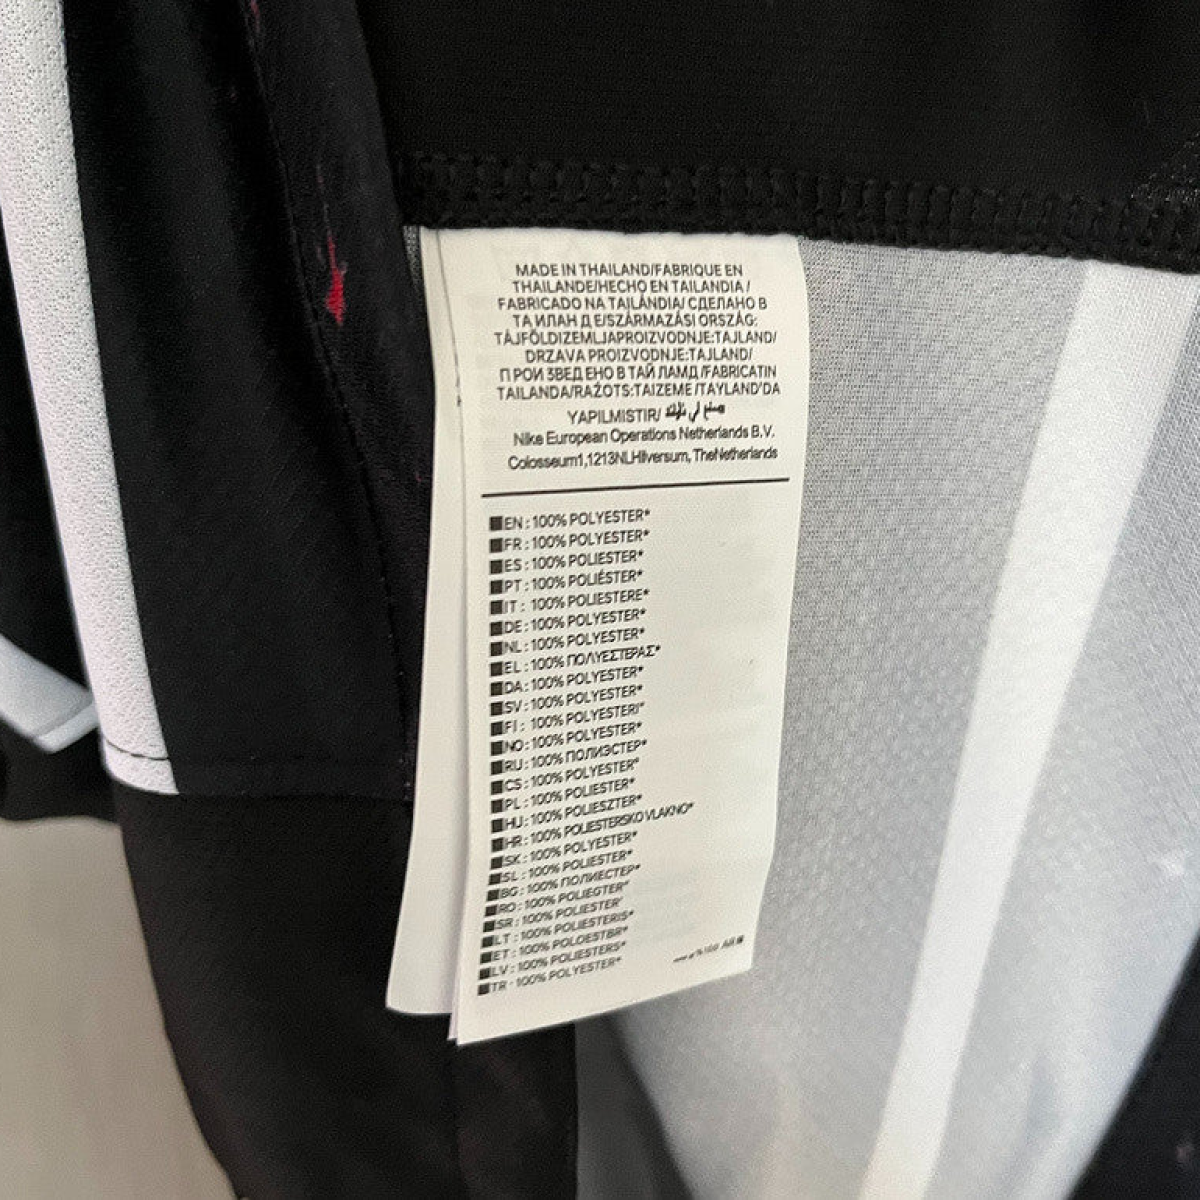 MADE IN THAILAND/FABRIQUE EN
THAILANDE/HECHO EN TAILANDIA /
FABRICADO NA TAILÂNDIA/ СДЕЛАНО В
ТА ИЛАН Д Е/SZÁRMAZÁSI ORSZÁG:
TÁJFÖLDIZEMLJAPROIZVODNJE:TAJLAND/
DRZAVA PROIZVODNJE:TAJLAND/
П РОИ ЗВЕД ЕНО В ТАЙ ЛАМД /FABRICATIN
TAILANDA/RAŽOTS:TAIZEME /TAYLAND'DA
YAPILMISTIR/
Nike European Operations Netherlands B.V.
Colosseum1,1213NLHilversum, TheNetherlands
EN : 100% POLYESTER*
FR : 100% POLYESTER*
ES : 100% POLIESTER*
PT : 100% POLIÉSTER*
IT : 100% POLIESTERE*
DE : 100% POLYESTER*
NL : 100% POLYESTER*
EL : 100% ΠΟΛΥΕΣΤΕΡΑΣ*
DA : 100% POLYESTER*
SV : 100% POLYESTER*
FI : 100% POLYESTERI*
NO : 100% POLYESTER*
RU : 100% ПОЛИЭСТЕР*
CS : 100% POLYESTER*
PL : 100% POLIESTER*
HU : 100% POLIESZTER*
HR : 100% POLIESTERSKO VLAKNO*
SK : 100% POLYESTER*
SL : 100% POLIESTER*
BG : 100% ПОЛИЕСТЕР*
RO : 100% POLIEGTER*
SR : 100% POLIESTER*
LT : 100% POLIESTERIS*
ET : 100% POLOESTBR*
LV : 100% POLIESTERS*
TR - 100% POLYESTER*